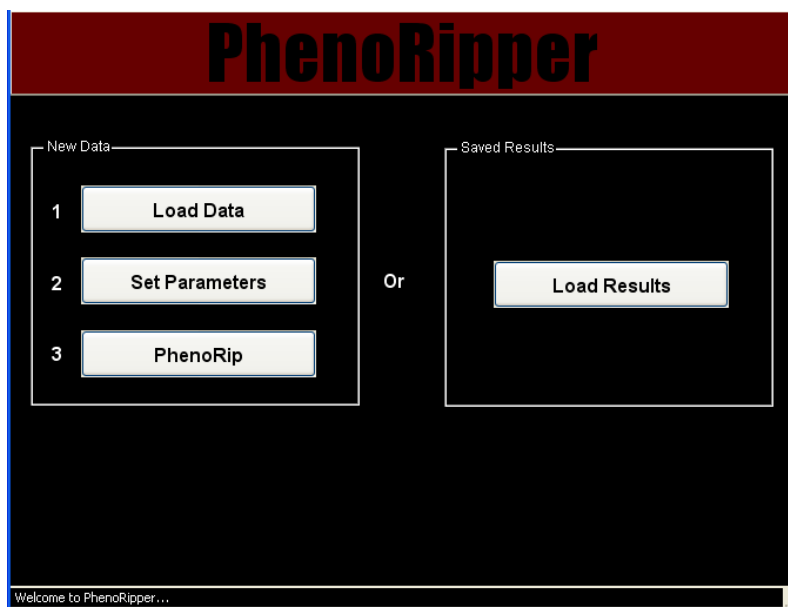 PhenoRipper
New Data
1 Load Data
2 Set Parameters
3 PhenoRip
Or
Saved Results
Load Results
Welcome to PhenoRipper...